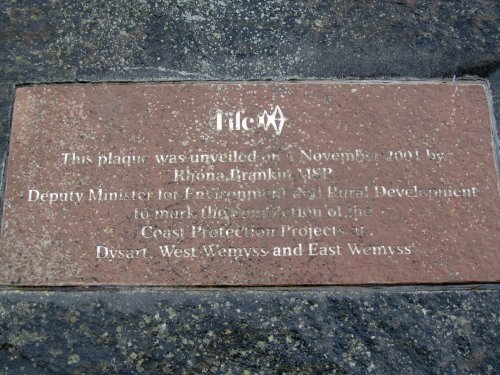 Fife
This plaque was unveiled on 1 November 2001 by
Rhona Brankin MSP
Deputy Minister for Environment and Rural Development
to mark the completion of the
Coast Protection Projects at
Dysart, West Wemyss and East Wemyss